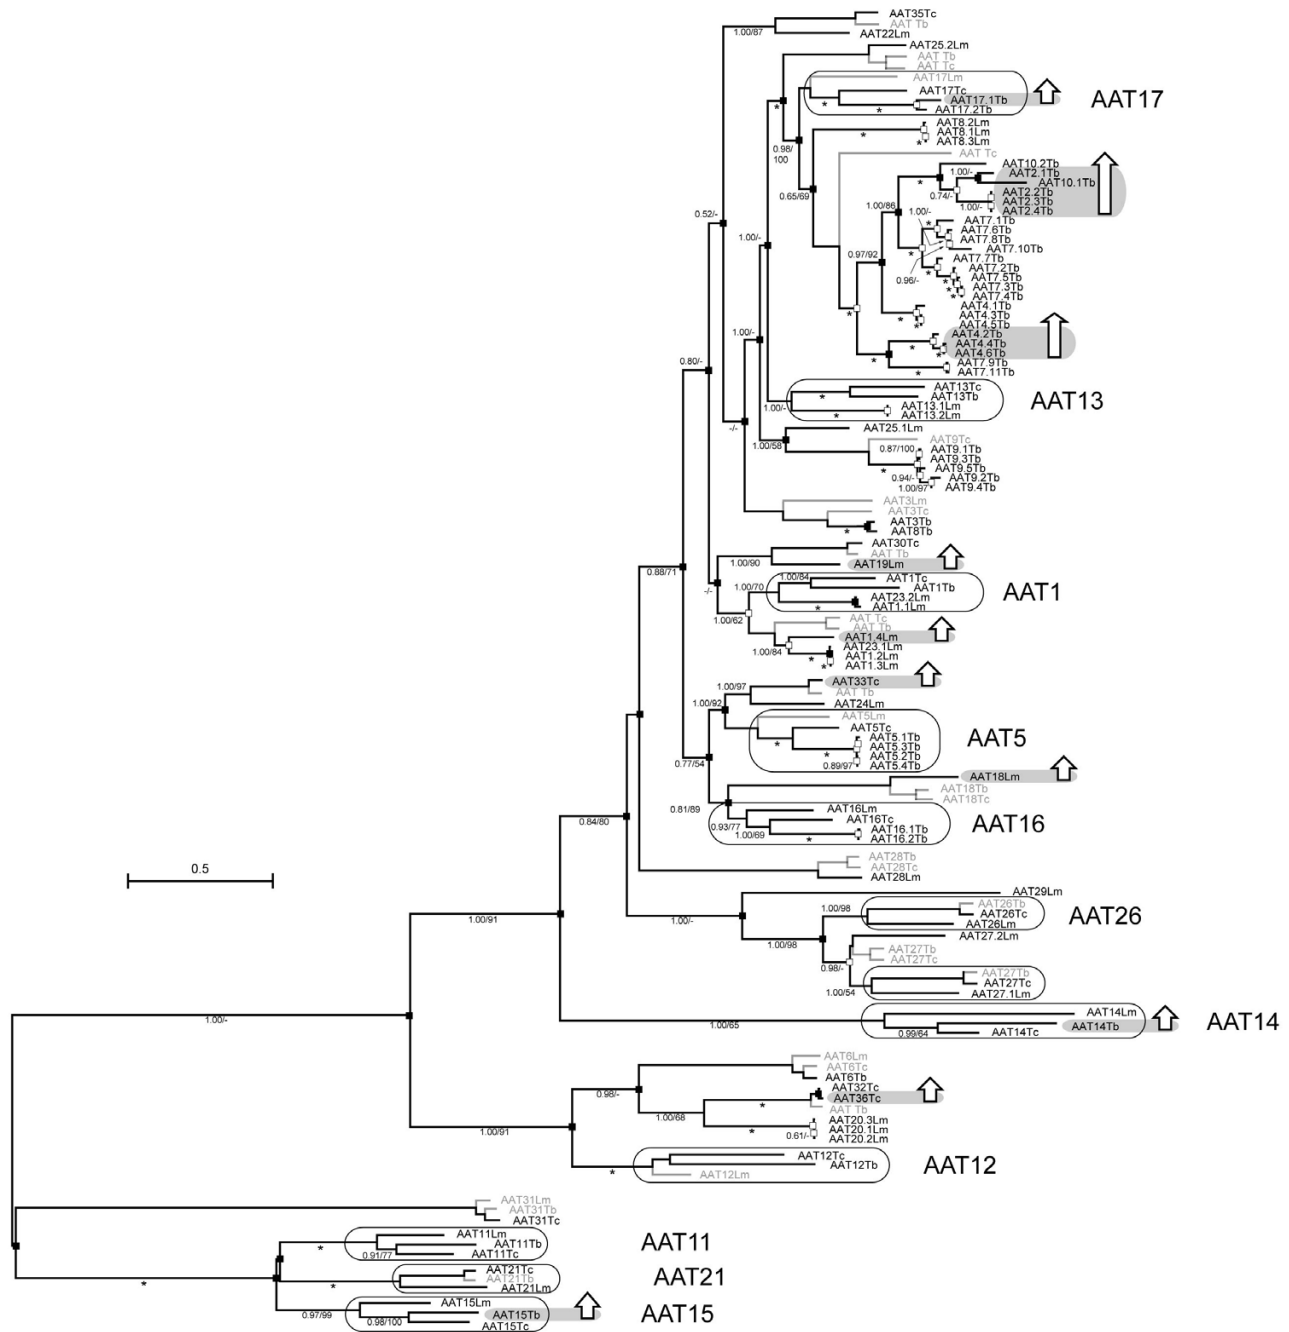 AAT35Tc
AAT Tb
1.00/87
AAT22Lm
AAT25.2Lm
AAT Tb
AAT Tc
AAT17Lm
AAT17Tc
AAT17.1Tb
AAT17
*
*
*
AAT17.2Tb
AAT8.2Lm
AAT8.1Lm
*
AAT8.3Lm
*
0.98/
100
AAT Tc
AAT10.2Tb
1.00/-
AAT2.1Tb
*
AAT10.1Tb
0.65/69
0.74/-
AAT2.2Tb
AAT2.3Tb
1.00/-
AAT2.4Tb
1.00/86
1.00/-
0.52/-
AAT7.1Tb
*
AAT7.6Tb
AAT7.8Tb
1.00/-
AAT7.10Tb
*
0.97/92
AAT7.7Tb
AAT7.2Tb
0.96/-
*
AAT7.5Tb
AAT7.3Tb
* *
AAT7.4Tb
AAT4.1Tb
*
AAT4.3Tb
*
*
AAT4.5Tb
AAT4.2Tb
1.00/-
*
AAT4.4Tb
*
AAT4.6Tb
*
AAT7.9Tb
0.80/-
*
AAT7.11Tb
AAT13Tc
*
AAT13Tb
AAT13
1.00/-
AAT13.1Lm
*
AAT13.2Lm
-/-
AAT25.1Lm
AAT9Tc
1.00/58
0.87/100
AAT9.1Tb
AAT9.3Tb
*
AAT9.5Tb
0.94/-
AAT9.2Tb
1.00/97
AAT9.4Tb
AAT3Lm
AAT3Tc
AAT3Tb
*
AAT8Tb
AAT30Tc
AAT Tb
1.00/90
AAT19Lm
0.88/71
1.00/84
AAT1Tc
-/-
1.00/70
AAT1Tb
AAT1
AAT23.2Lm
*
AAT1.1Lm
1.00/62
AAT Tc
AAT Tb
AAT1.4Lm
AAT23.1Lm
1.00/84
*
AAT1.2Lm
*
AAT1.3Lm
AAT33Tc
1.00/97
AAT Tb
1.00/92
AAT24Lm
AAT5Lm
AAT5Tc
AAT5
*
AAT5.1Tb
*
AAT5.3Tb
AAT5.2Tb
0.77/54
0.89/97
AAT5.4Tb
AAT18Lm
AAT18Tb
AAT18Tc
0.81/89
AAT16Lm
AAT16Tc
AAT16
0.84/80
0.93/77
AAT16.1Tb
1.00/69
*
AAT16.2Tb
AAT28Tb
AAT28Tc
0.5
AAT28Lm
AAT29Lm
AAT26Tb
1.00/98
AAT26Tc
AAT26
1.00/91
1.00/-
AAT26Lm
AAT27.2Lm
1.00/98
AAT27Tb
AAT27Tc
0.98/-
AAT27Tb
AAT27Tc
1.00/54
AAT27.1Lm
AAT14Lm
1.00/-
1.00/65
AAT14Tb
AAT14
0.99/64
AAT14Tc
AAT6Lm
AAT6Tc
AAT6Tb
AAT32Tc
0.98/-
AAT36Tc
*
AAT Tb
1.00/68
AAT20.3Lm
1.00/91
*
AAT20.1Lm
0.61/-
AAT20.2Lm
AAT12Tc
AAT12Tb
AAT12
*
AAT12Lm
AAT31Lm
AAT31Tb
AAT31Tc
AAT11Lm
*
AAT11Tb
AAT11
0.91/77
AAT11Tc
AAT21Tc
*
*
AAT21Tb
AAT21
AAT21Lm
AAT15Lm
0.97/99
AAT15Tb
AAT15
0.98/100
AAT15Tc